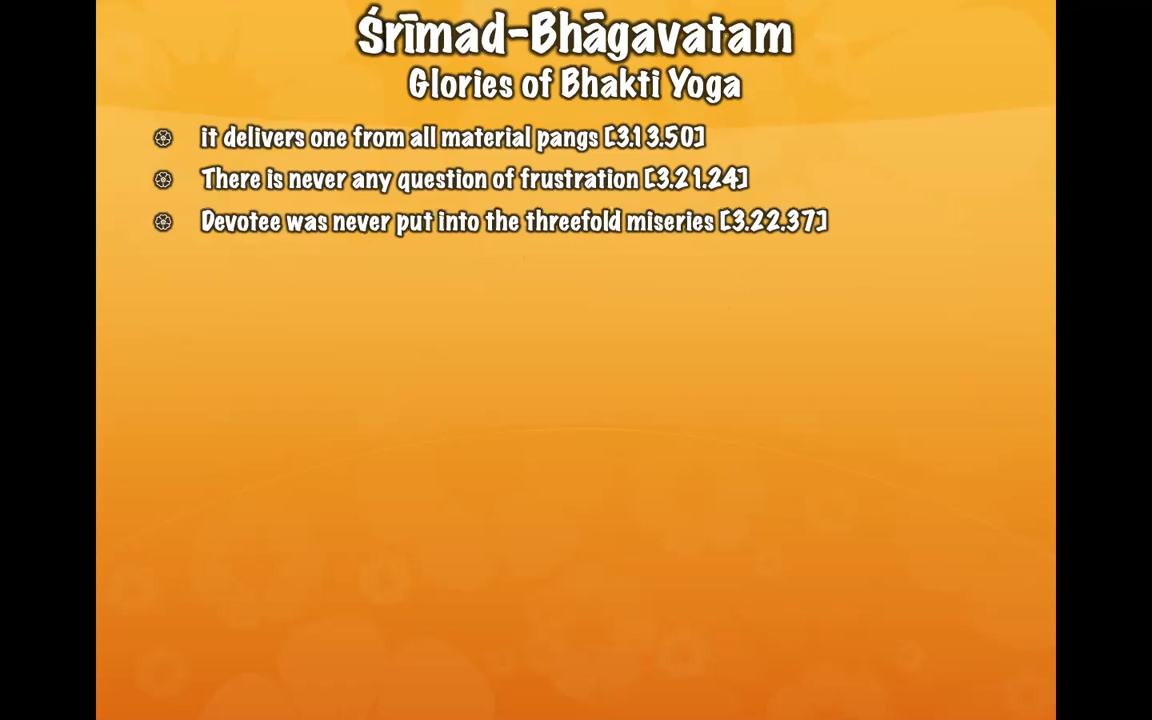 Śrīmad-Bhāgavatam
Glories of Bhakti Yoga
it delivers one from all material pangs [3.13.50]
There is never any question of frustration [3.21.24]
Devotee was never put into the threefold miseries [3.22.37]